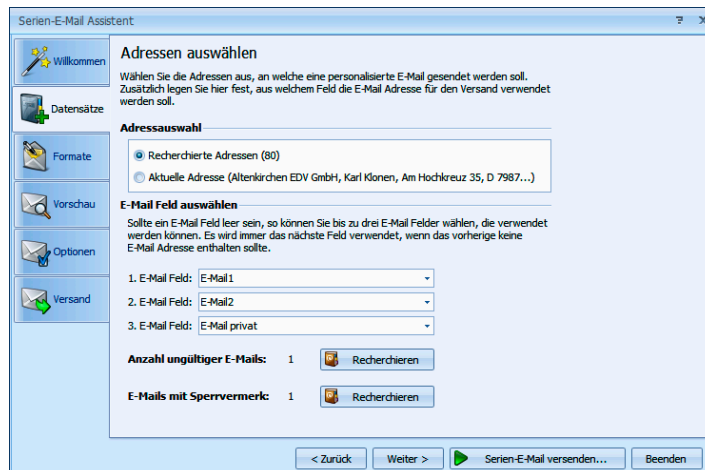 Serien-E-Mail Assistent
Willkommen
Datensätze
Formate
Vorschau
Optionen
Versand
Adressen auswählen
Wählen Sie die Adressen aus, an welche eine personalisierte E-Mail gesendet werden soll.
Zusätzlich legen Sie hier fest, aus welchem Feld die E-Mail Adresse für den Versand verwendet
werden soll.
Adressauswahl
Recherchierte Adressen (80)
Aktuelle Adresse (Altenkirchen EDV GmbH, Karl Klonen, Am Hochkreuz 35, D 7987...)
E-Mail Feld auswählen
Sollte ein E-Mail Feld leer sein, so können Sie bis zu drei E-Mail Felder wählen, die verwendet
werden können. Es wird immer das nächste Feld verwendet, wenn das vorherige keine
E-Mail Adresse enthalten sollte.
1. E-Mail Feld: E-Mail1
2. E-Mail Feld: E-Mail2
3. E-Mail Feld: E-Mail privat
Anzahl ungültiger E-Mails: 1 Recherchieren
E-Mails mit Sperrvermerk: 1 Recherchieren
< Zurück Weiter > Serien-E-Mail versenden... Beenden